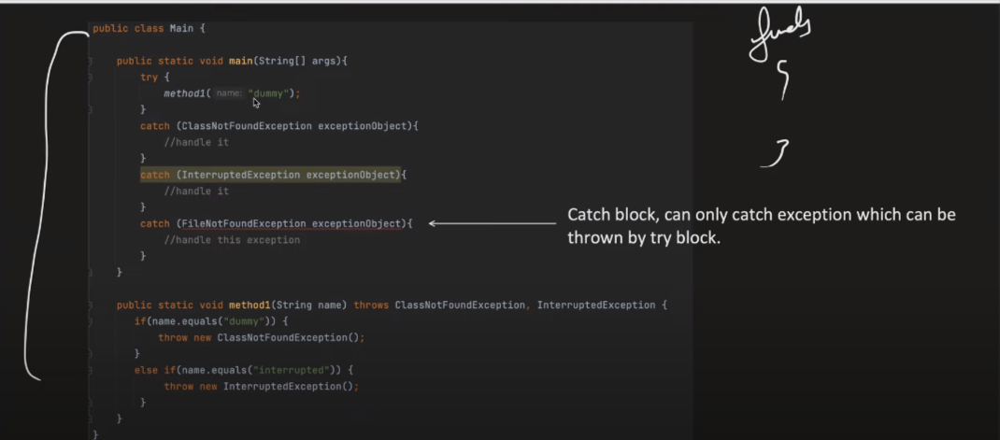 public class Main {
public static void main(String[] args){
try {
method1( name: "dummy");
}
catch (ClassNotFoundException exceptionObject){
//handle it
}
catch (InterruptedException exceptionObject){
//handle it
}
catch (FileNotFoundException exceptionObject){
//handle this exception
}
}
Catch block, can only catch exception which can be
thrown by try block.
public static void method1(String name) throws ClassNotFoundException, InterruptedException {
if(name.equals("dummy")) {
throw new ClassNotFoundException();
}
else if(name.equals("interrupted")) {
throw new InterruptedException();
}
}
}